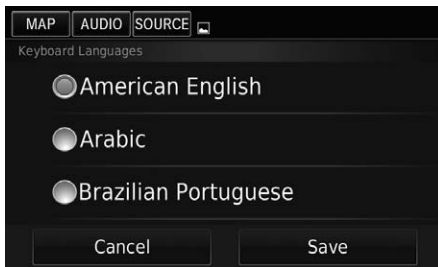 MAP AUDIO SOURCE
Keyboard Languages
American English
Arabic
Brazilian Portuguese
Cancel Save